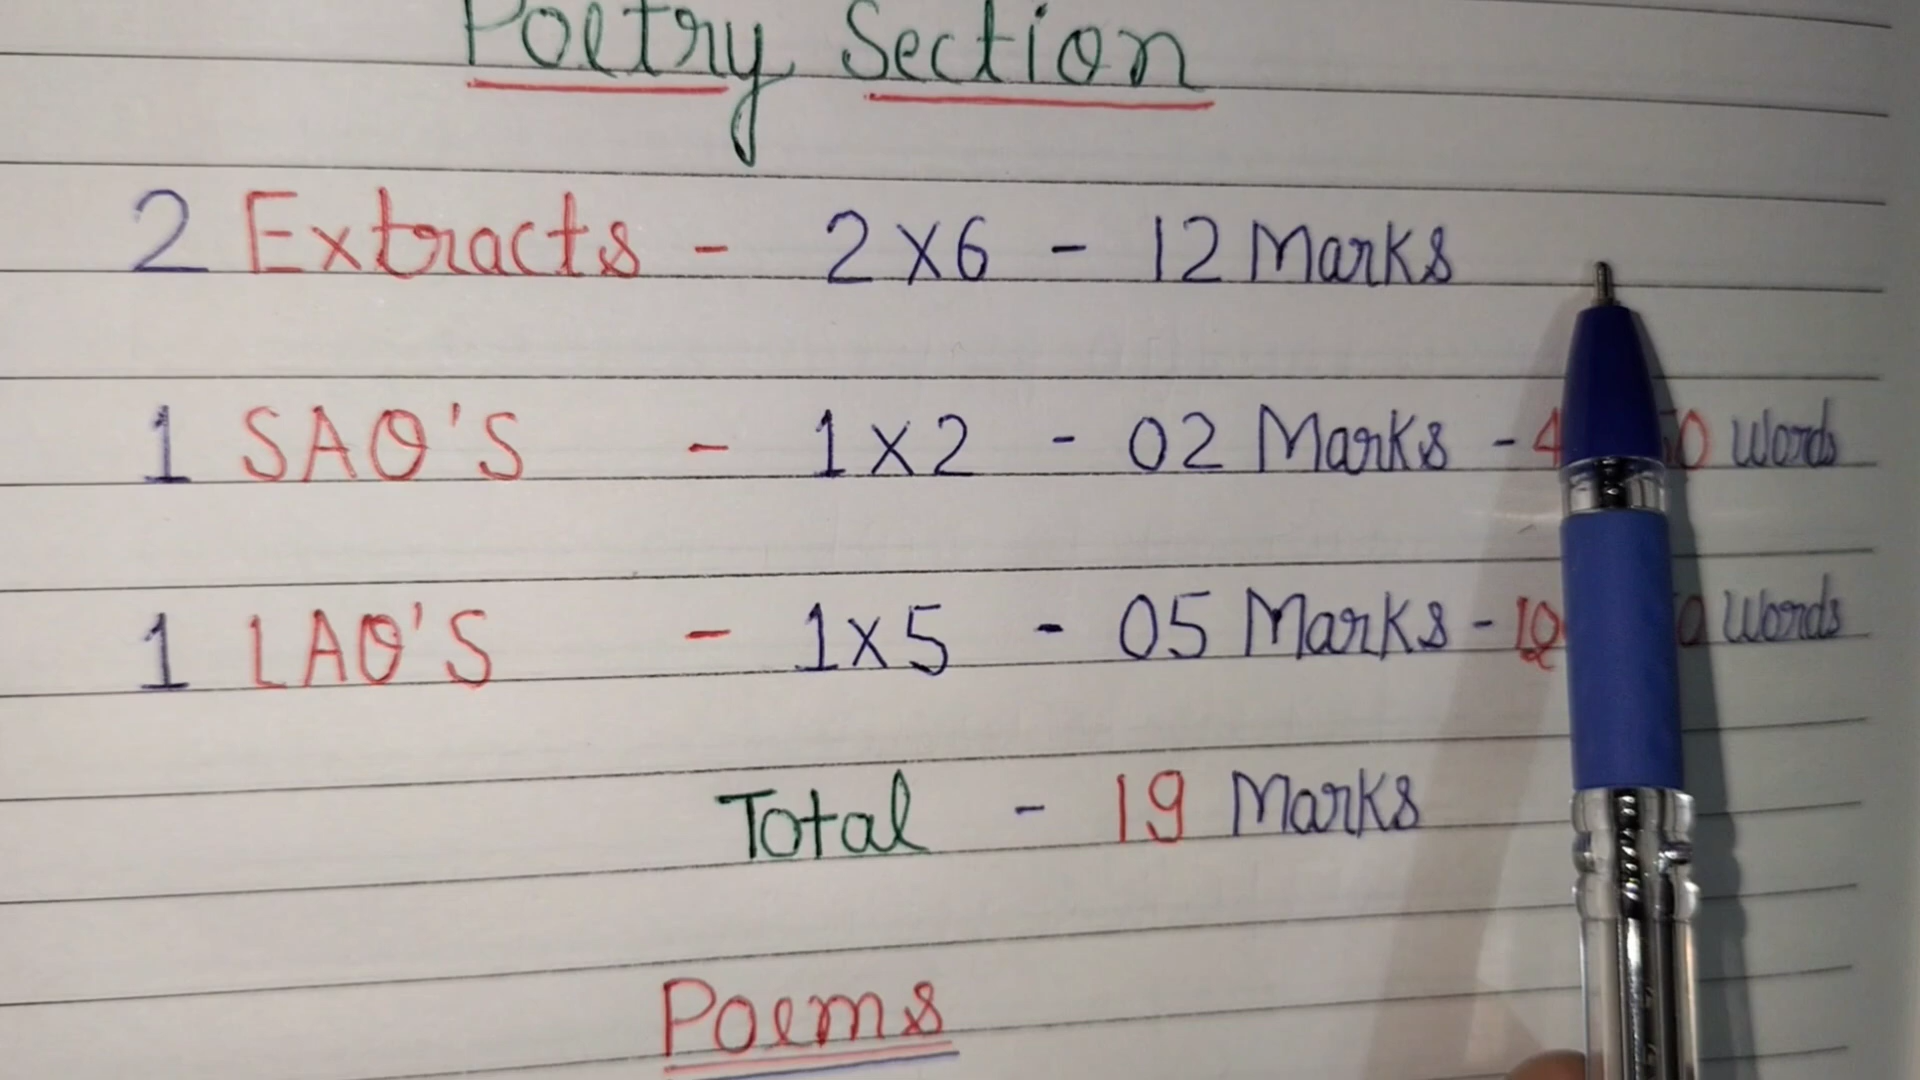 Poetry Section
2 Extracts - 2x6 - 12 Marks
1 SAQ'S - 1x2 - 02 Marks - Words
1 LAQ'S - 1x5 - 05 Marks - Words
Total - 19 Marks
Poems